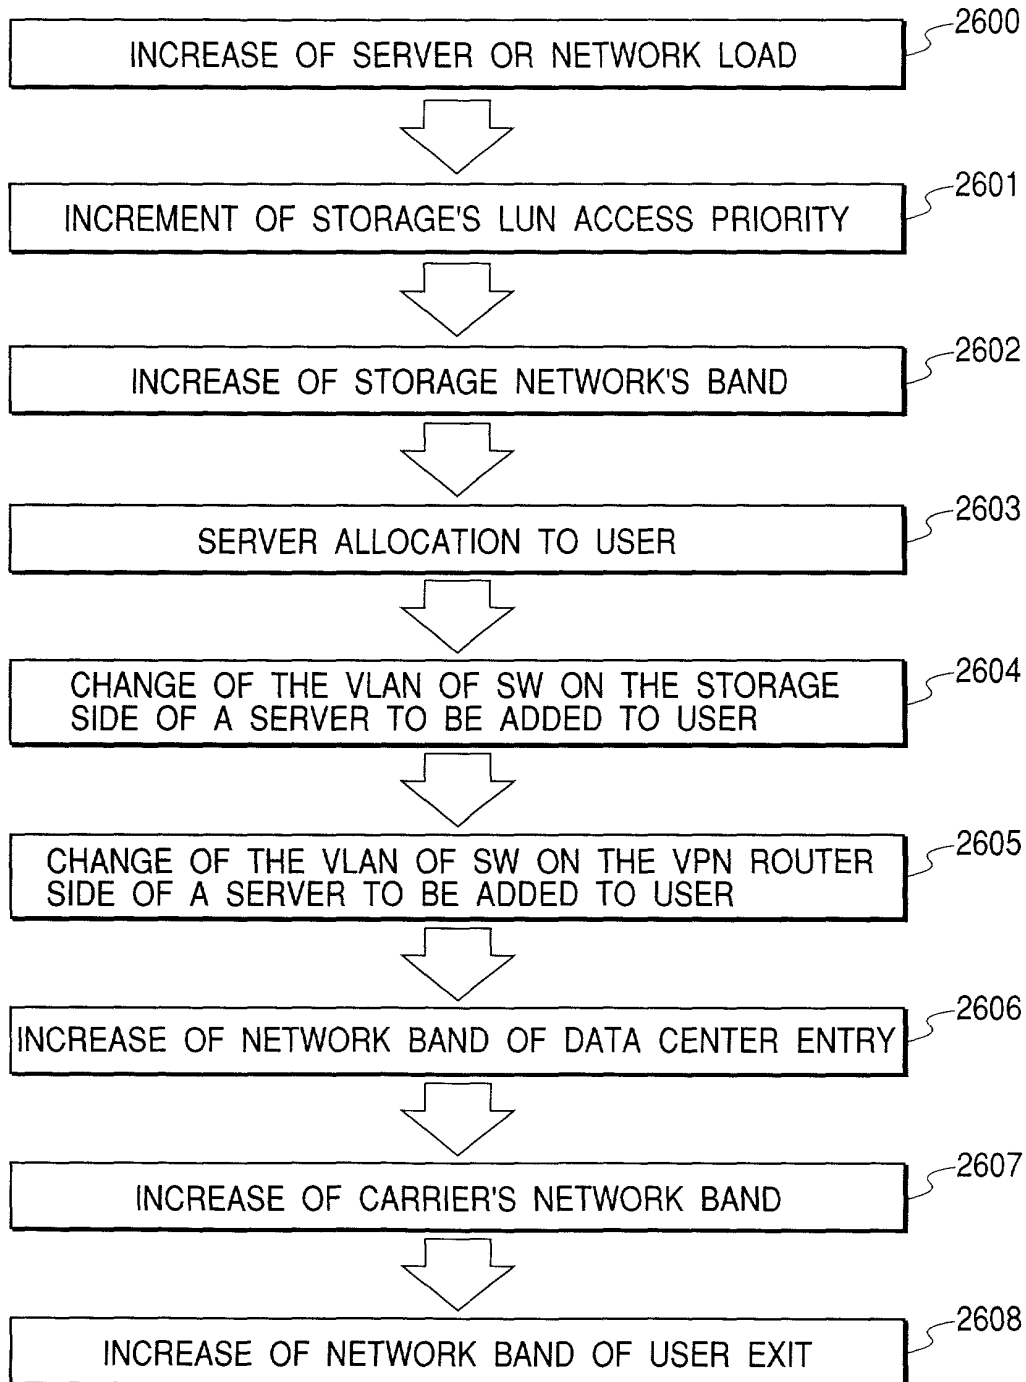 2600
INCREASE OF SERVER OR NETWORK LOAD
2601
INCREMENT OF STORAGE'S LUN ACCESS PRIORITY
2602
INCREASE OF STORAGE NETWORK'S BAND
2603
SERVER ALLOCATION TO USER
2604
CHANGE OF THE VLAN OF SW ON THE STORAGE
SIDE OF A SERVER TO BE ADDED TO USER
2605
CHANGE OF THE VLAN OF SW ON THE VPN ROUTER
SIDE OF A SERVER TO BE ADDED TO USER
2606
INCREASE OF NETWORK BAND OF DATA CENTER ENTRY
2607
INCREASE OF CARRIER'S NETWORK BAND
2608
INCREASE OF NETWORK BAND OF USER EXIT